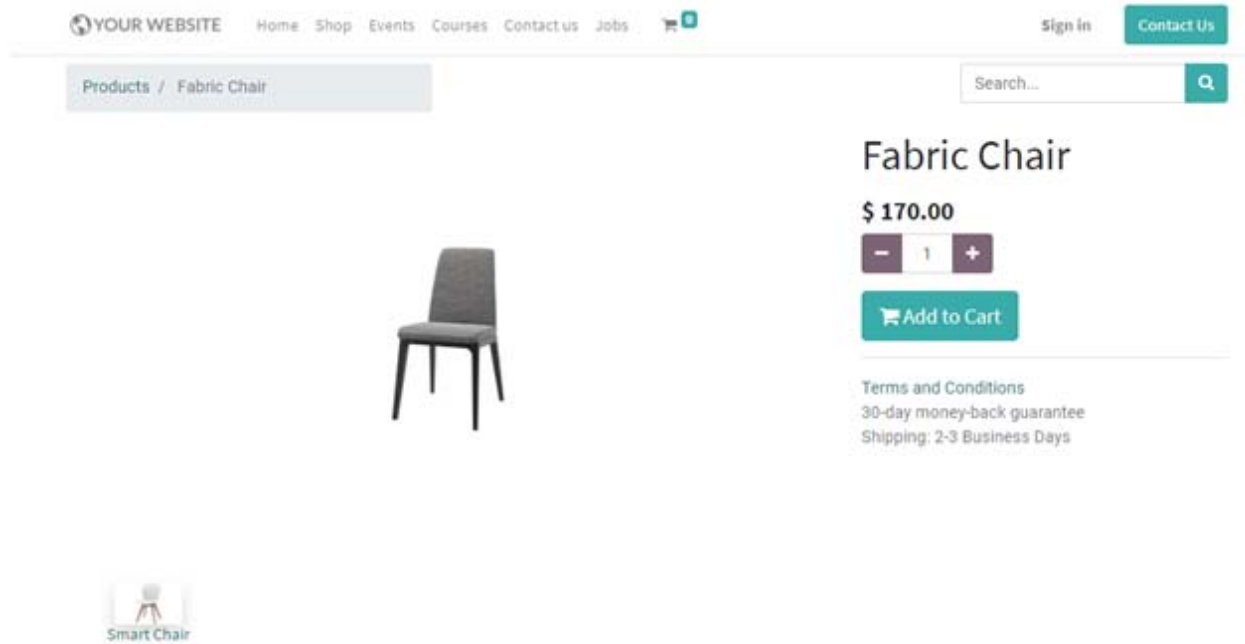 YOUR WEBSITE Home Shop Events Courses Contact us Jobs 0 Sign in Contact Us
Products / Fabric Chair
Search...
Fabric Chair
$ 170.00
1
Add to Cart
Terms and Conditions
30-day money-back guarantee
Shipping: 2-3 Business Days
Smart Chair